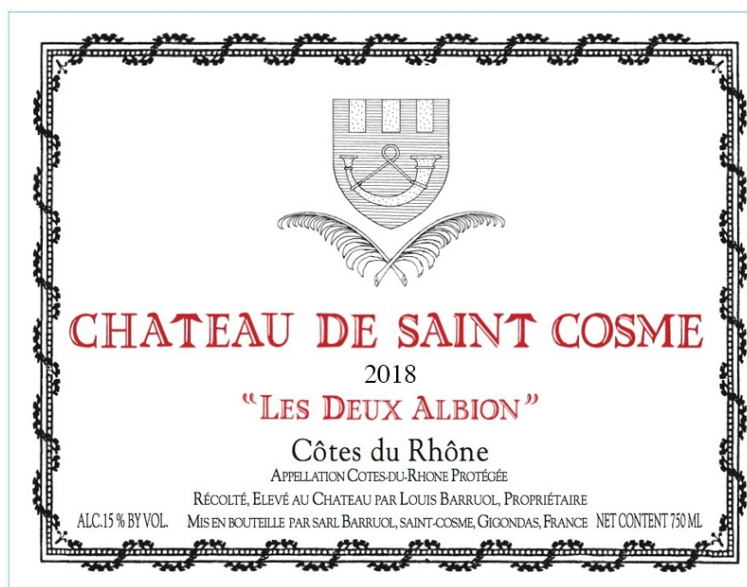 CHATEAU DE SAINT COSME
2018
“LES DEUX ALBION”
Côtes du Rhône
APPELLATION COTES-DU-RHONE PROTÉGÉE
RÉCOLTÉ, ELEVÉ AU CHATEAU PAR LOUIS BARRUOL, PROPRIÉTAIRE
ALC.15 % BY VOL. MIS EN BOUTEILLE PAR SARL BARRUOL, SAINT-COSME, GIGONDAS, FRANCE NET CONTENT 750 ML